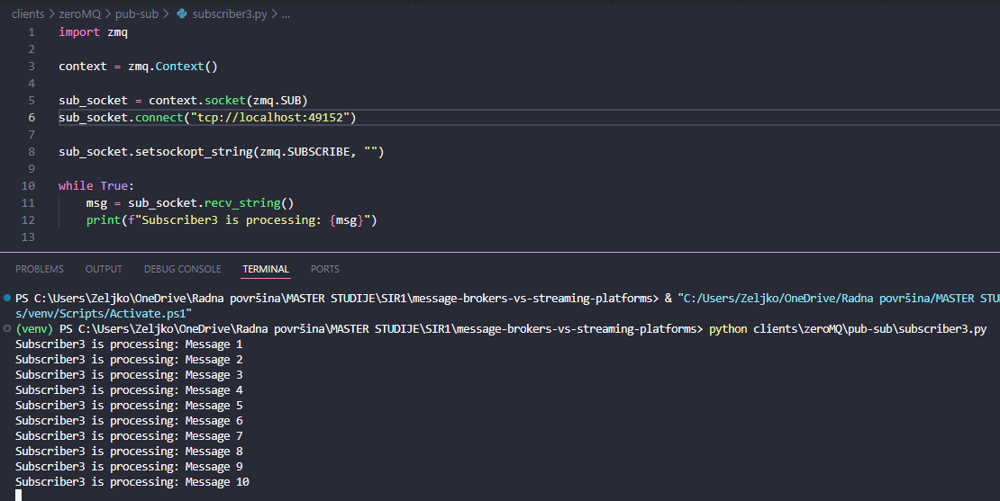 clients > zeroMQ > pub-sub > subscriber3.py > ...
1 import zmq
2
3 context = zmq.Context()
4
5 sub_socket = context.socket(zmq.SUB)
6 sub_socket.connect("tcp://localhost:49152")
7
8 sub_socket.setsockopt_string(zmq.SUBSCRIBE, "")
9
10 while True:
11     msg = sub_socket.recv_string()
12     print(f"Subscriber3 is processing: {msg}")
13
PROBLEMS OUTPUT DEBUG CONSOLE TERMINAL PORTS
PS C:\Users\Zeljko\OneDrive\Radna površina\MASTER STUDIJE\SIR1\message-brokers-vs-streaming-platforms> & "C:/Users/Zeljko/OneDrive/Radna površina/MASTER STU
s/venv/Scripts/Activate.ps1"
(venv) PS C:\Users\Zeljko\OneDrive\Radna površina\MASTER STUDIJE\SIR1\message-brokers-vs-streaming-platforms> python clients\zeroMQ\pub-sub\subscriber3.py
Subscriber3 is processing: Message 1
Subscriber3 is processing: Message 2
Subscriber3 is processing: Message 3
Subscriber3 is processing: Message 4
Subscriber3 is processing: Message 5
Subscriber3 is processing: Message 6
Subscriber3 is processing: Message 7
Subscriber3 is processing: Message 8
Subscriber3 is processing: Message 9
Subscriber3 is processing: Message 10